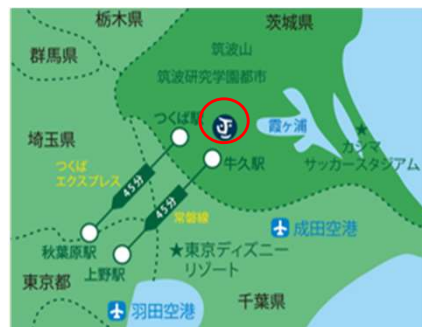 栃木県
茨城県
群馬県
筑波山
筑波研究学園都市
つくば駅
霞ヶ浦
埼玉県
牛久駅
カシマ
サッカースタジアム
つくば
エクスプレス
45分
45分
常磐線
秋葉原駅
上野駅
成田空港
★東京ディズニー
リゾート
東京都
羽田空港
千葉県